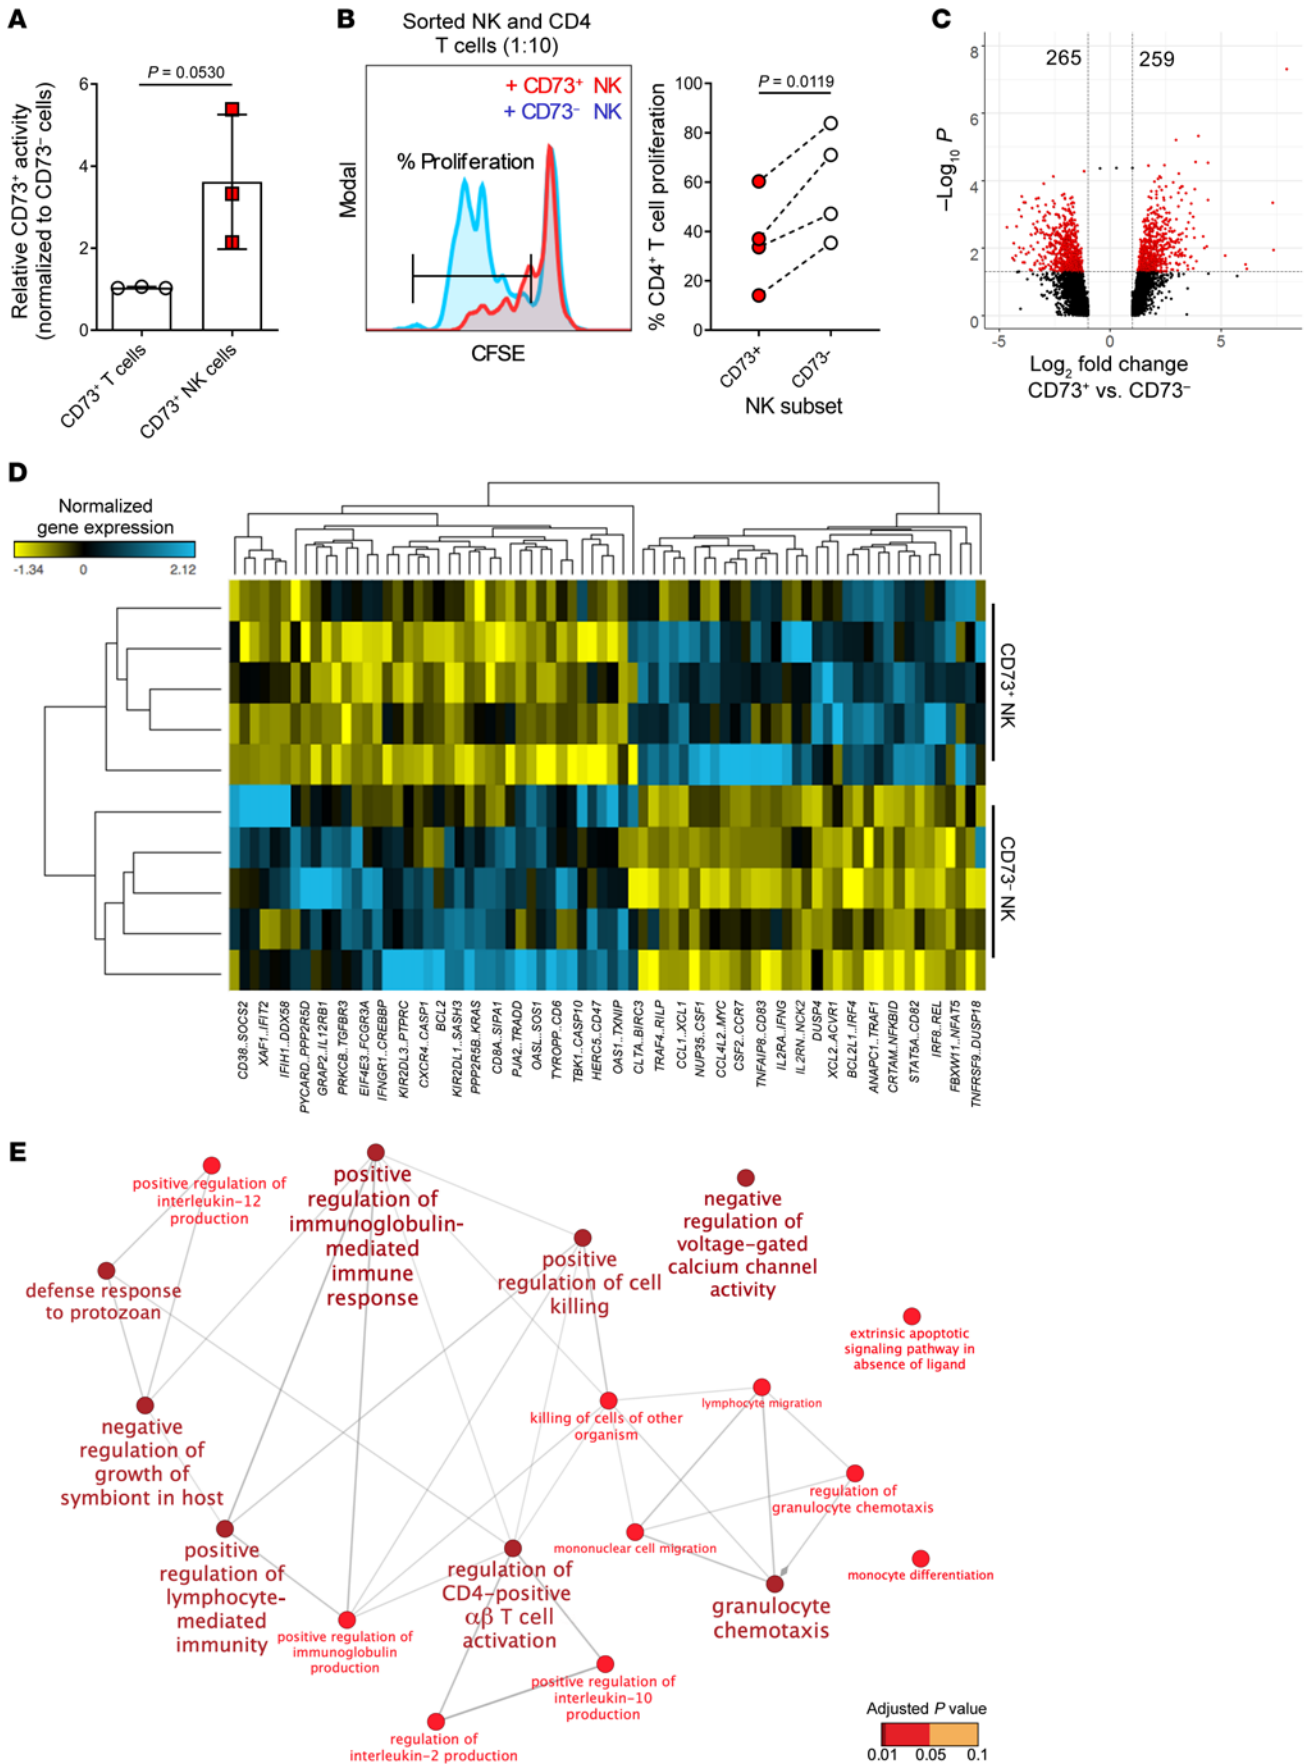 A
P = 0.0530
Relative CD73⁺ activity
(normalized to CD73⁻ cells)
6
4
2
0
CD73⁺ T cells
CD73⁺ NK cells
B
Sorted NK and CD4
T cells (1:10)
+ CD73⁺ NK
+ CD73⁻ NK
% Proliferation
Modal
CFSE
P = 0.0119
% CD4⁺ T cell proliferation
100
80
60
40
20
0
CD73+
CD73-
NK subset
C
265
259
−Log₁₀ P
8
6
4
2
0
-5
0
5
Log₂ fold change
CD73⁺ vs. CD73⁻
D
Normalized
gene expression
-1.34
0
2.12
CD73⁺ NK
CD73⁻ NK
CD38..SOCS2
XAF1..IFIT2
IFIH1..DDX58
PYCARD..PPP2R5D
GRAP2..IL12RB1
PRKCB..TGFBR3
EIF4E3..FCGR3A
IFNGR1..CREBBP
KIR2DL3..PTPRC
CXCR4..CASP1
BCL2
KIR2DL1..SASH3
PPP2R5B..KRAS
CD8A..SIPA1
PJA2..TRADD
OASL..SOS1
TYROPP..CD6
TBK1..CASP10
HERC5..CD47
OAS1..TXNIP
CLTA..BIRC3
TRAF4..RILP
CCL1..XCL1
NUP35..CSF1
CCL4L2..MYC
CSF2..CCR7
TNFAIP8..CD83
IL2RA..IFNG
IL2RN..NCK2
DUSP4
XCL2..ACVR1
BCL2L1..IRF4
ANAPC1..TRAF1
CRTAM..NFKBID
STAT5A..CD82
IRF8..REL
FBXW11..NFAT5
TNFRSF9..DUSP18
E
positive regulation of
interleukin−12
production
positive
regulation of
immunoglobulin-
mediated
immune
response
negative
regulation of
voltage−gated
calcium channel
activity
positive
regulation of cell
killing
defense response
to protozoan
extrinsic apoptotic
signaling pathway in
absence of ligand
lymphocyte migration
killing of cells of other
organism
negative
regulation of
growth of
symbiont in host
regulation of
granulocyte chemotaxis
mononuclear cell migration
monocyte differentiation
positive
regulation of
lymphocyte-
mediated
immunity
regulation of
CD4−positive
αβ T cell
activation
granulocyte
chemotaxis
positive regulation of
immunoglobulin
production
positive regulation of
interleukin−10
production
regulation of
interleukin−2 production
Adjusted P value
0.01
0.05
0.1